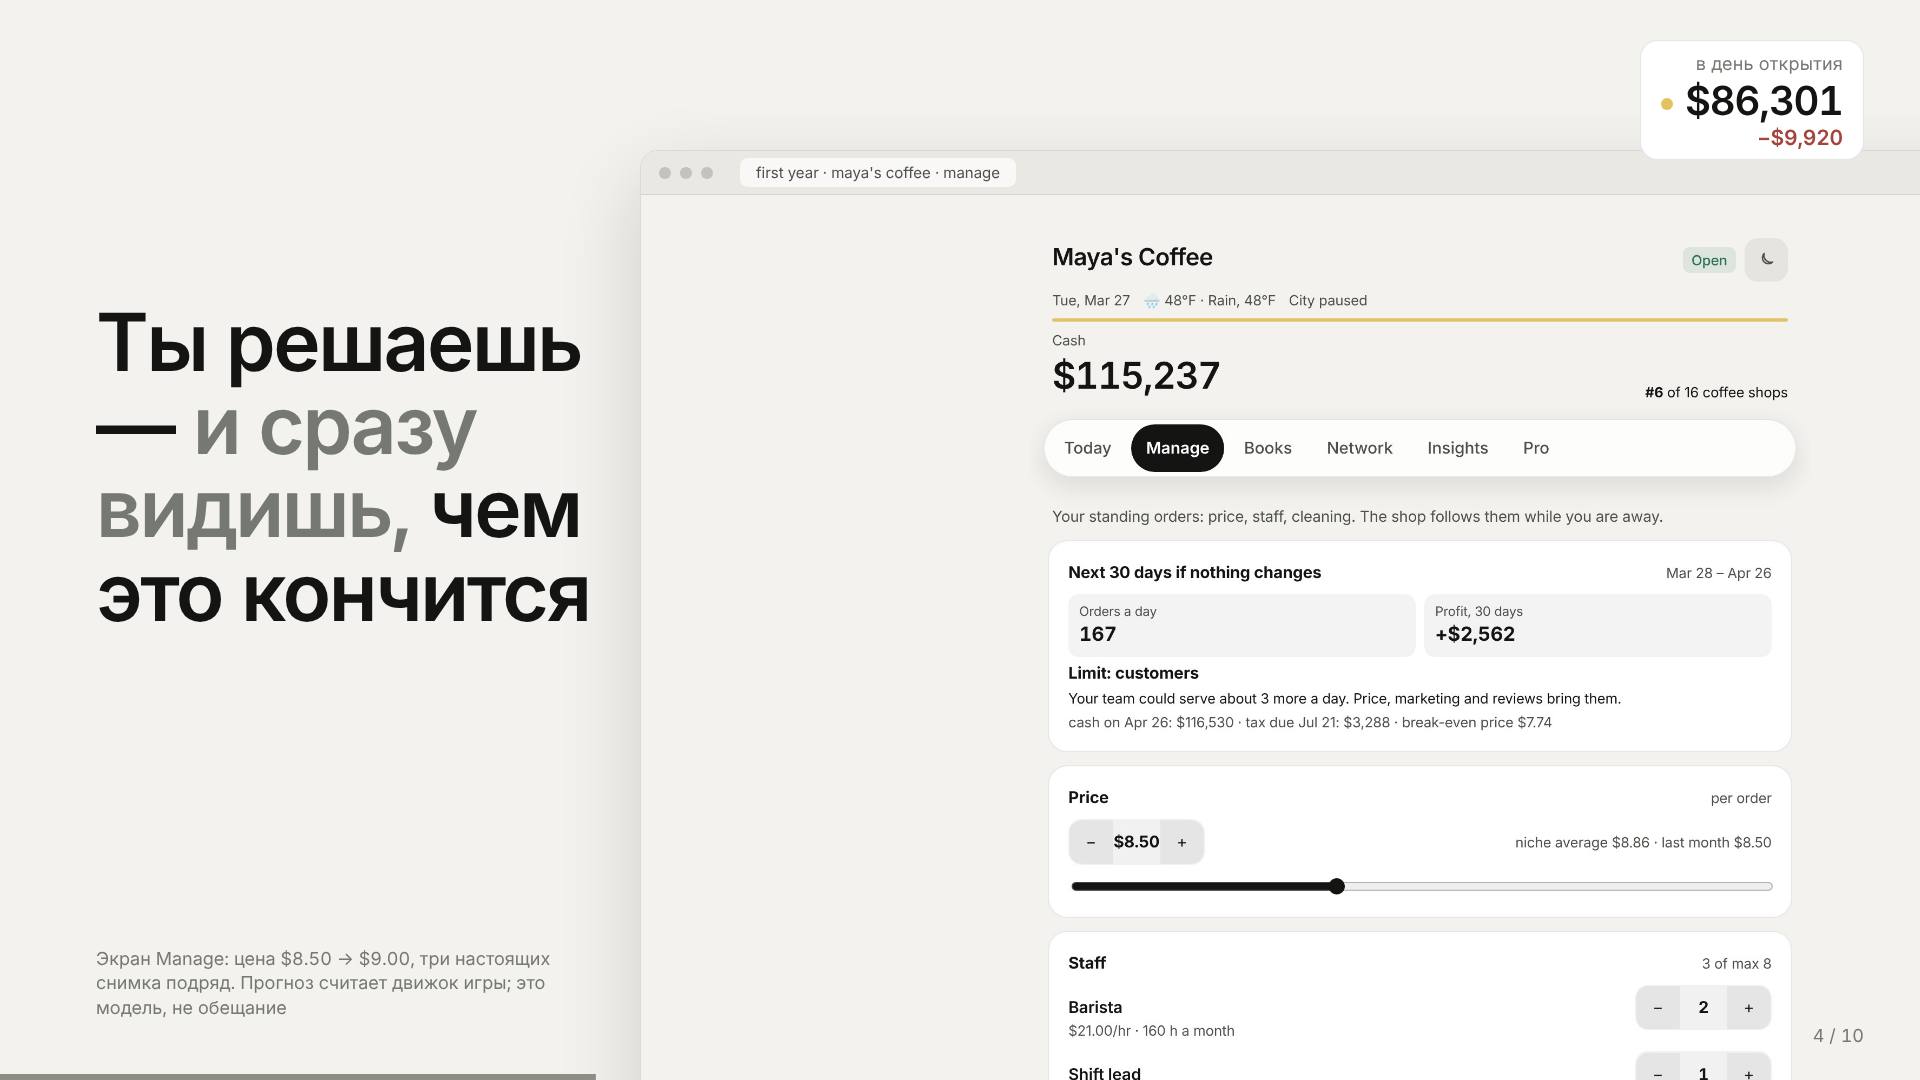 в день открытия
$86,301
−$9,920
first year · maya's coffee · manage
Ты решаешь
— и сразу
видишь, чем
это кончится
Экран Manage: цена $8.50 → $9.00, три настоящих
снимка подряд. Прогноз считает движок игры; это
модель, не обещание
Maya's Coffee
Open
Tue, Mar 27 🌧️ 48°F · Rain, 48°F City paused
Cash
$115,237
#6 of 16 coffee shops
Today Manage Books Network Insights Pro
Your standing orders: price, staff, cleaning. The shop follows them while you are away.
Next 30 days if nothing changes Mar 28 – Apr 26
Orders a day Profit, 30 days
167 +$2,562
Limit: customers
Your team could serve about 3 more a day. Price, marketing and reviews bring them.
cash on Apr 26: $116,530 · tax due Jul 21: $3,288 · break-even price $7.74
Price per order
− $8.50 + niche average $8.86 · last month $8.50
Staff 3 of max 8
Barista − 2 +
$21.00/hr · 160 h a month
Shift lead − 1 +
4 / 10